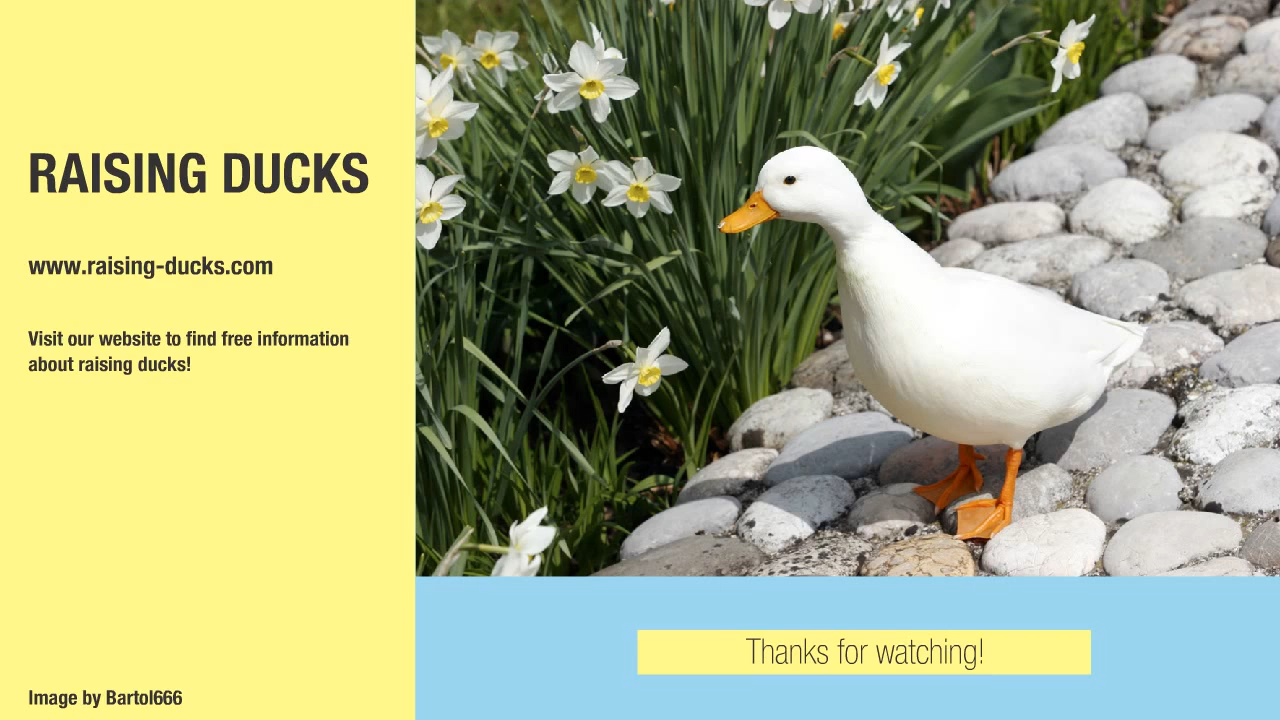 RAISING DUCKS
www.raising-ducks.com
Visit our website to find free information
about raising ducks!
Image by Bartol666
Thanks for watching!